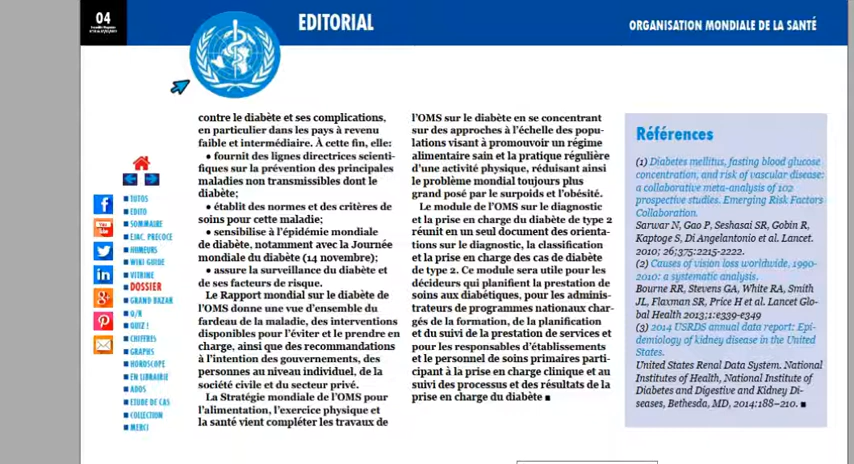 04
EDITORIAL
ORGANISATION MONDIALE DE LA SANTÉ
TUTOS
EDITO
SOMMAIRE
EJAC. PRECOCE
HUMEURS
WIKI GUIDE
VITRINE
DOSSIER
GRAND BAZAR
Q/R
QUIZ !
CHIFFRES
GRAPHS
HOROSCOPE
EN LIBRAIRIE
ADOS
ETUDE DE CAS
COLLECTION
MERCI
contre le diabète et ses complications,
en particulier dans les pays à revenu
faible et intermédiaire. À cette fin, elle:
• fournit des lignes directrices scienti-
fiques sur la prévention des principales
maladies non transmissibles dont le
diabète;
• établit des normes et des critères de
soins pour cette maladie;
• sensibilise à l'épidémie mondiale
de diabète, notamment avec la Journée
mondiale du diabète (14 novembre);
• assure la surveillance du diabète et
de ses facteurs de risque.
Le Rapport mondial sur le diabète de
l'OMS donne une vue d'ensemble du
fardeau de la maladie, des interventions
disponibles pour l'éviter et le prendre en
charge, ainsi que des recommandations
à l'intention des gouvernements, des
personnes au niveau individuel, de la
société civile et du secteur privé.
La Stratégie mondiale de l'OMS pour
l'alimentation, l'exercice physique et
la santé vient compléter les travaux de
l'OMS sur le diabète en se concentrant
sur des approches à l'échelle des popu-
lations visant à promouvoir un régime
alimentaire sain et la pratique régulière
d'une activité physique, réduisant ainsi
le problème mondial toujours plus
grand posé par le surpoids et l'obésité.
Le module de l'OMS sur le diagnostic
et la prise en charge du diabète de type 2
réunit en un seul document des orienta-
tions sur le diagnostic, la classification
et la prise en charge des cas de diabète
de type 2. Ce module sera utile pour les
décideurs qui planifient la prestation de
soins aux diabétiques, pour les adminis-
trateurs de programmes nationaux char-
gés de la formation, de la planification
et du suivi de la prestation de services et
pour les responsables d'établissements
et le personnel de soins primaires parti-
cipant à la prise en charge clinique et au
suivi des processus et des résultats de la
prise en charge du diabète ■
Références
(1) Diabetes mellitus, fasting blood glucose
concentration, and risk of vascular disease:
a collaborative meta-analysis of 102
prospective studies. Emerging Risk Factors
Collaboration.
Sarwar N, Gao P, Seshasai SR, Gobin R,
Kaptoge S, Di Angelantonio et al. Lancet.
2010; 26;375:2215-2222.
(2) Causes of vision loss worldwide, 1990-
2010: a systematic analysis.
Bourne RR, Stevens GA, White RA, Smith
JL, Flaxman SR, Price H et al. Lancet Glo-
bal Health 2013;1:e339-e349
(3) 2014 USRDS annual data report: Epi-
demiology of kidney disease in the United
States.
United States Renal Data System. National
Institutes of Health, National Institute of
Diabetes and Digestive and Kidney Di-
seases, Bethesda, MD, 2014:188–210. ■